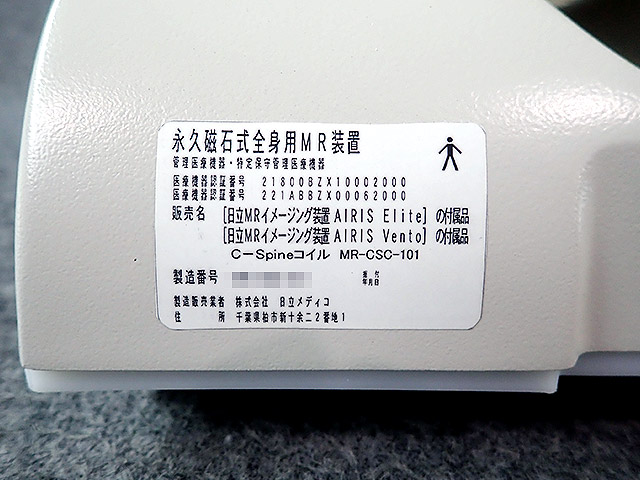 永久磁石式全身用MR装置
管理医療機器・特定保守管理医療機器
医療機器認証番号 21800BZX10002000
医療機器認証番号 221ABBZX00062000
販売名 [日立MRイメージング装置 AIRIS Elite] の付属品
[日立MRイメージング装置 AIRIS Vento] の付属品
C－Spineコイル MR-CSC-101
製造番号
据付
年月日
製造販売業者 株式会社 日立メディコ
住所 千葉県柏市新十余二2番地1